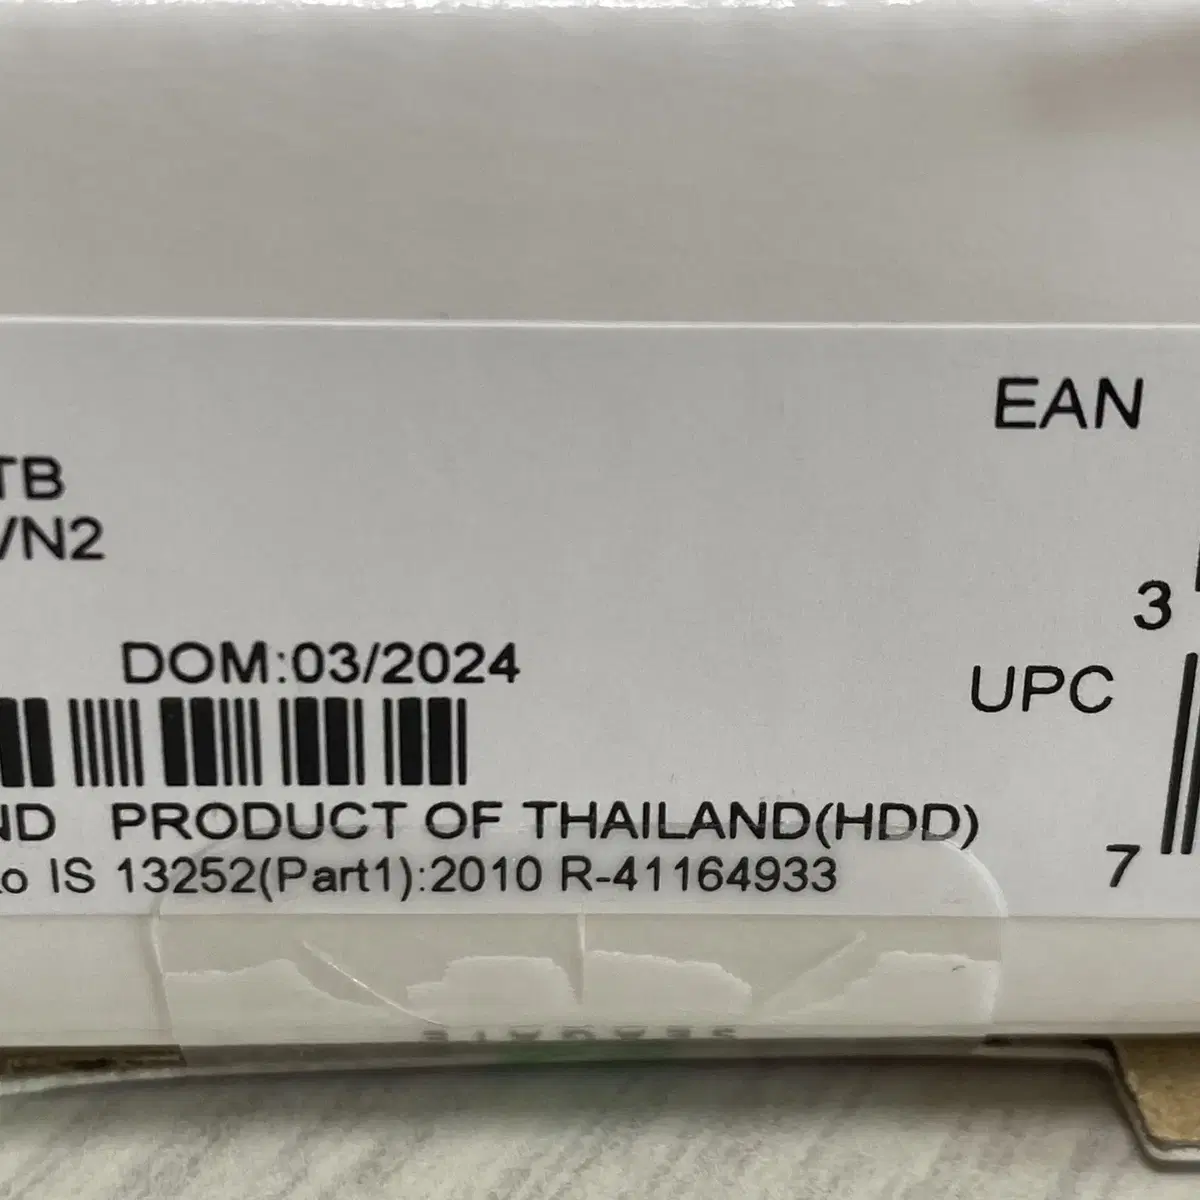 EAN
TB
/N2
3
DOM:03/2024
UPC
ND PRODUCT OF THAILAND(HDD)
7
o IS 13252(Part1):2010 R-41164933
SEAGATE